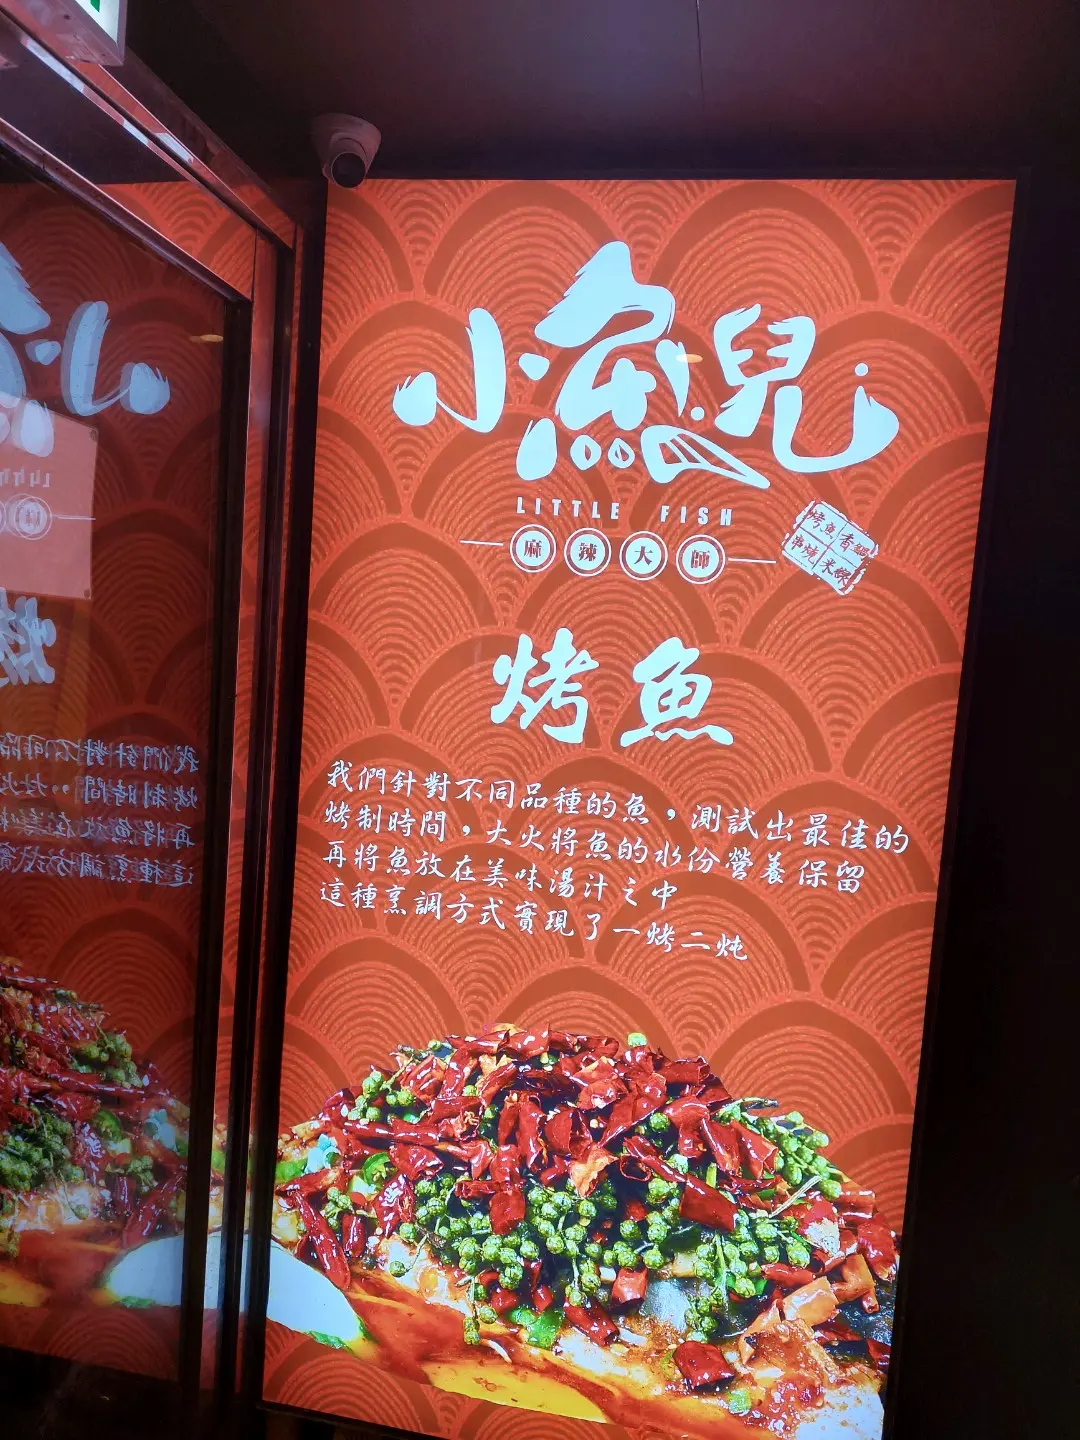 小魚兒
LITTLE FISH
麻辣大師
烤魚 香鍋
串燒 米線
烤魚
我們針對不同品種的魚，測試出最佳的
烤制時間，大火將魚的水份營養保留
再將魚放在美味湯汁之中
這種烹調方式實現了一烤二炖